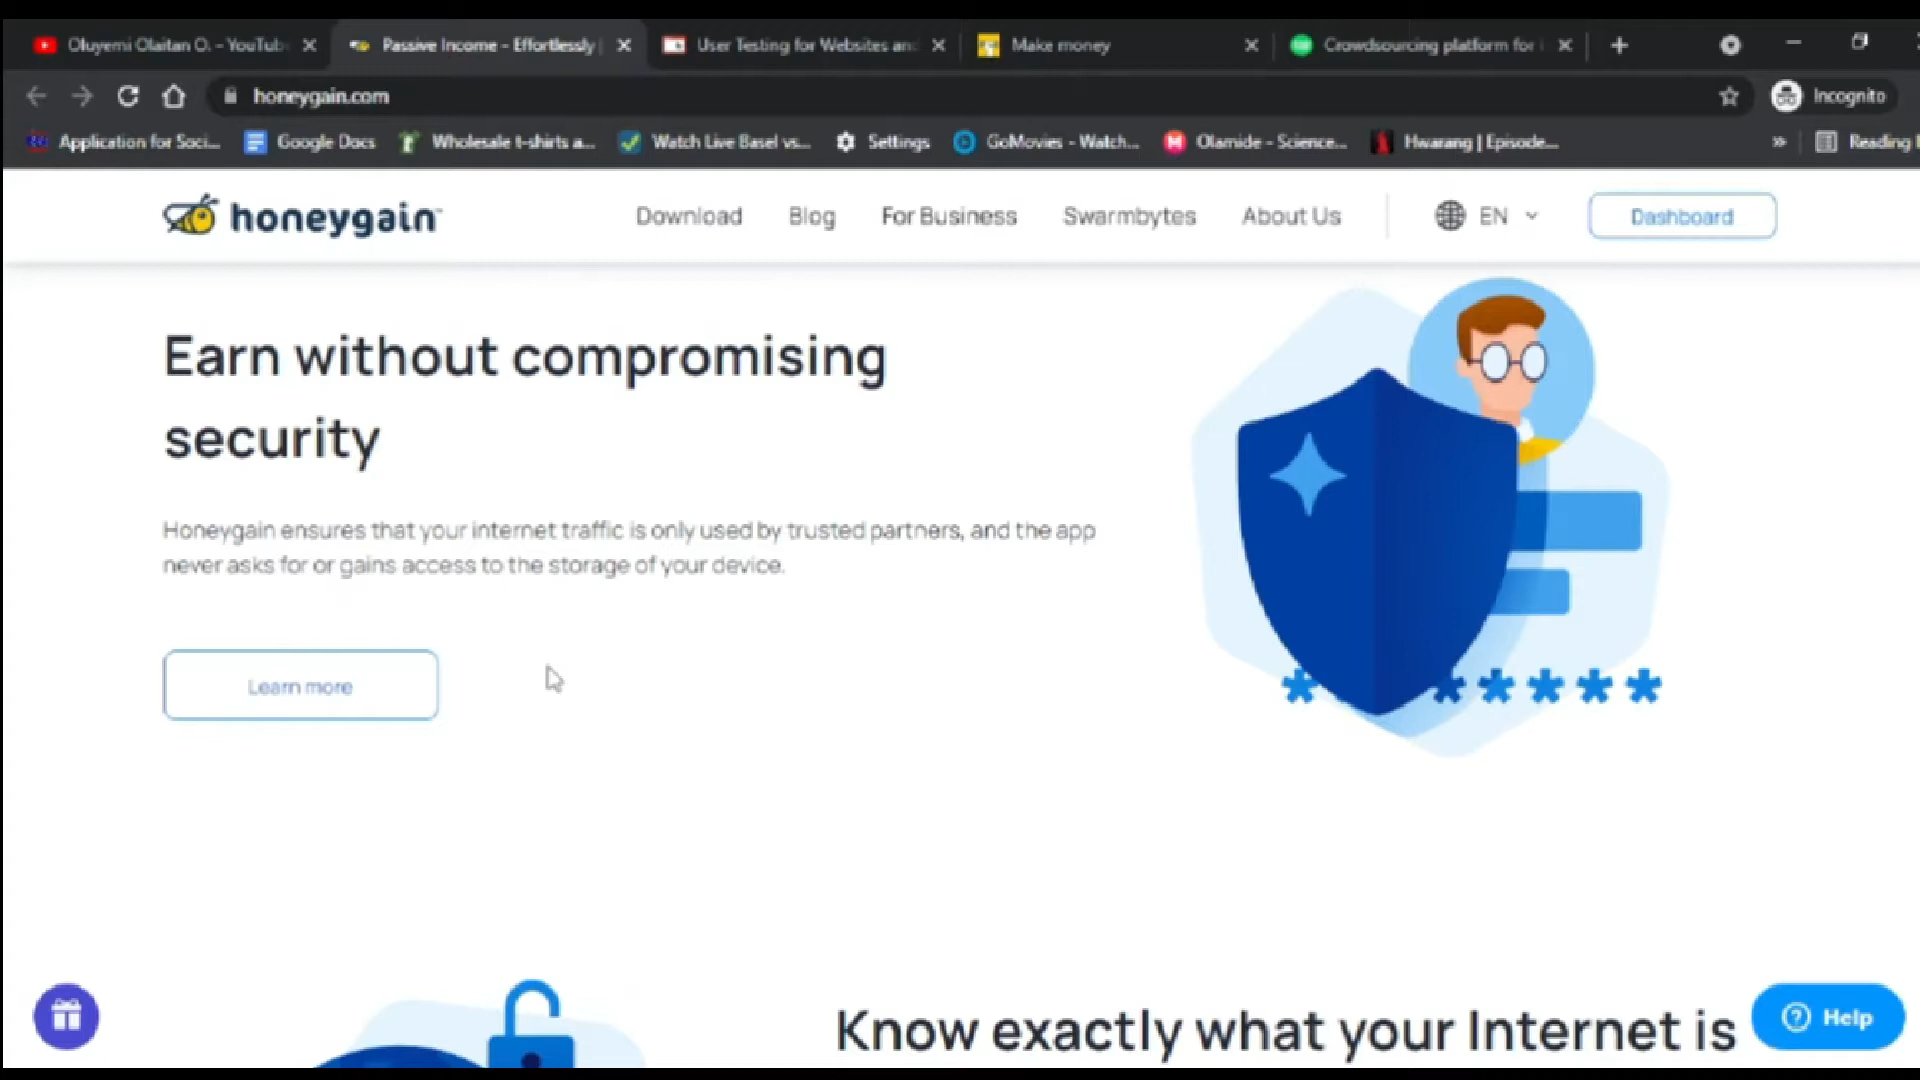 Oluyemi Olaitan O. - YouTub
Passive Income - Effortlessly
User Testing for Websites an
Make money
Crowdsourcing platform for
honeygain.com
Incognito
Application for Soci...
Google Docs
Wholesale t-shirts a...
Watch Live Basel vs...
Settings
GoMovies - Watch...
Olamide - Science...
Hwarang | Episode...
»
Reading
honeygain
Download
Blog
For Business
Swarmbytes
About Us
EN
Dashboard
Earn without compromising
security
Honeygain ensures that your internet traffic is only used by trusted partners, and the app
never asks for or gains access to the storage of your device.
Learn more
* * * * * *
Know exactly what your Internet is
Help